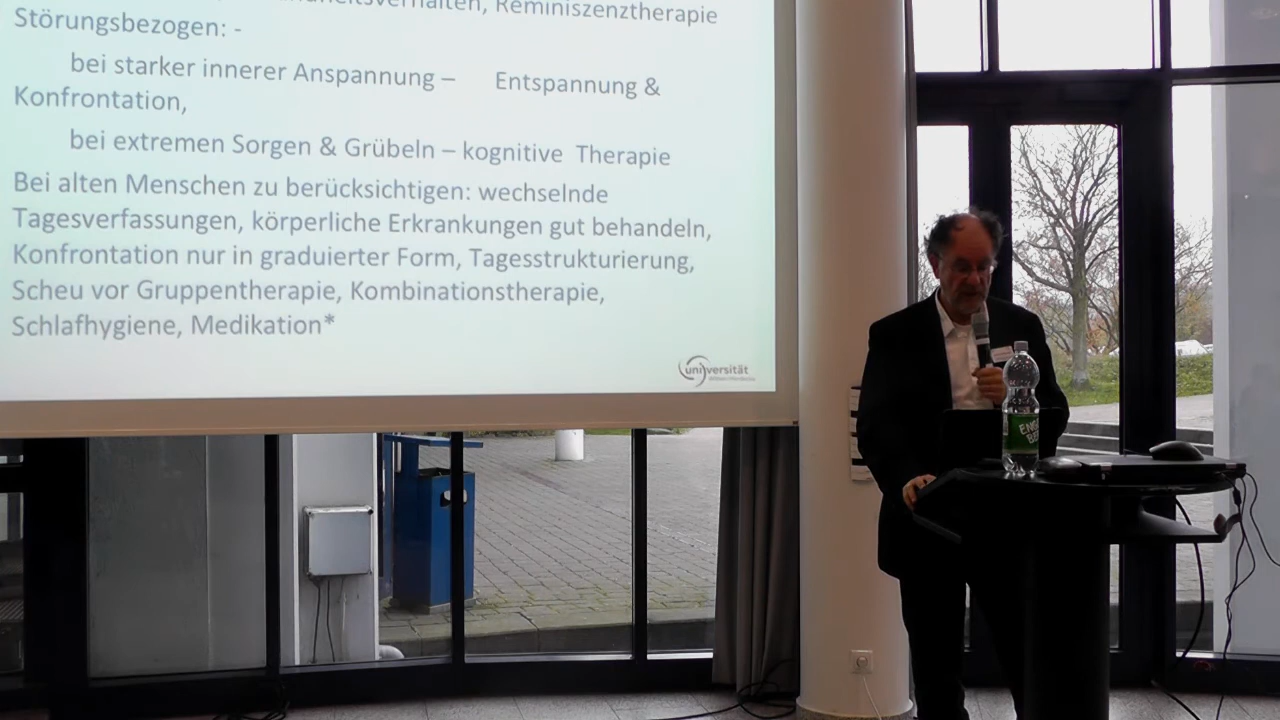 Reminiszenztherapie
Störungsbezogen: -
bei starker innerer Anspannung – Entspannung &
Konfrontation,
bei extremen Sorgen & Grübeln – kognitive Therapie
Bei alten Menschen zu berücksichtigen: wechselnde
Tagesverfassungen, körperliche Erkrankungen gut behandeln,
Konfrontation nur in graduierter Form, Tagesstrukturierung,
Scheu vor Gruppentherapie, Kombinationstherapie,
Schlafhygiene, Medikation*
universität